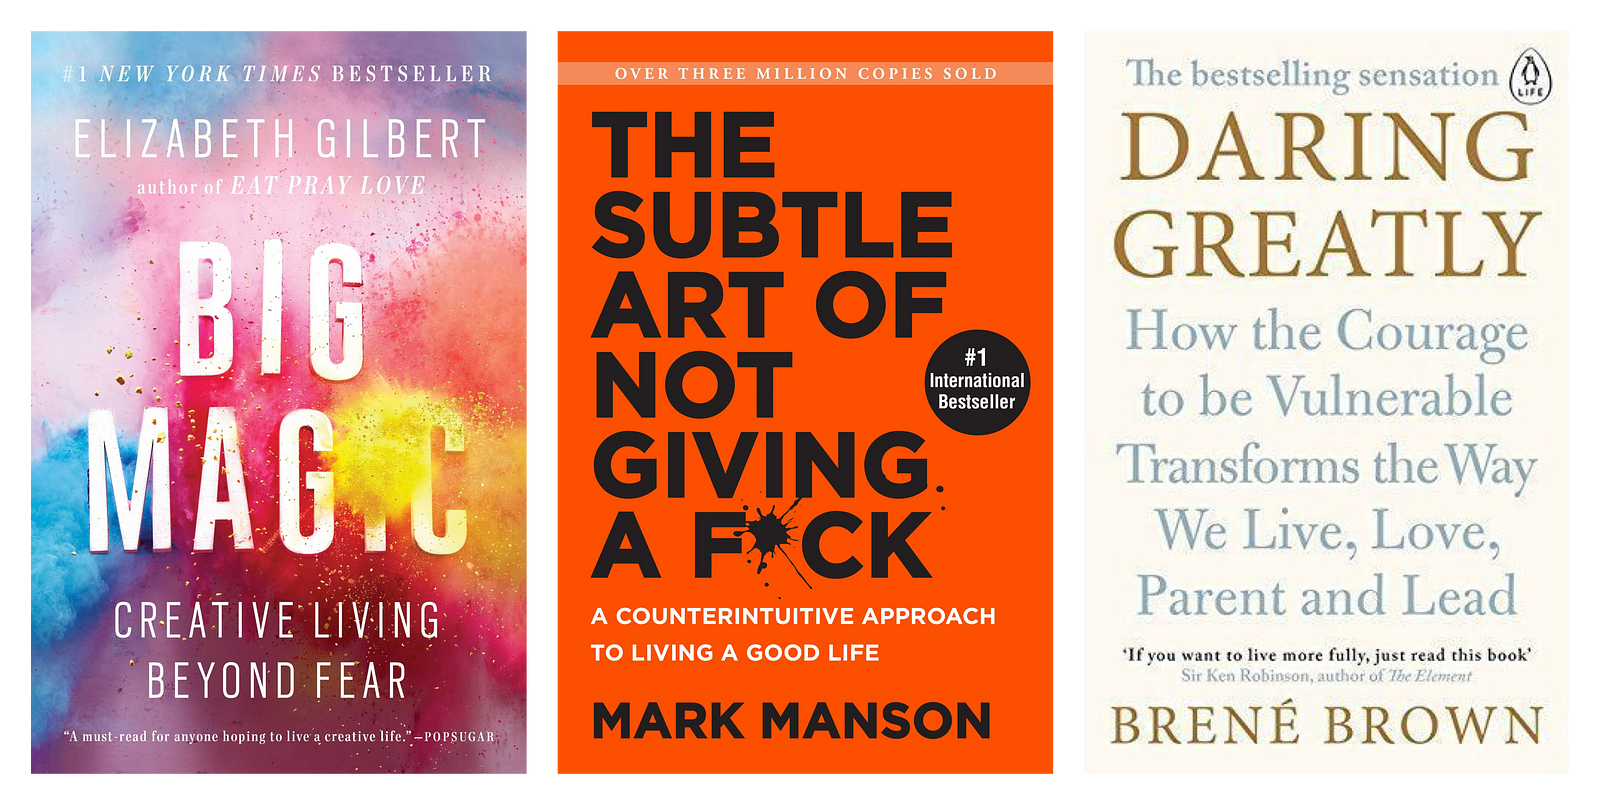 #1 NEW YORK TIMES BESTSELLER
ELIZABETH GILBERT
author of EAT PRAY LOVE
BIG
MAGIC
CREATIVE LIVING
BEYOND FEAR
“A must-read for anyone hoping to live a creative life.” —POPSUGAR
OVER THREE MILLION COPIES SOLD
THE
SUBTLE
ART OF
NOT
GIVING
A F*CK
#1
International
Bestseller
A COUNTERINTUITIVE APPROACH
TO LIVING A GOOD LIFE
MARK MANSON
The bestselling sensation
LIFE
DARING
GREATLY
How the Courage
to be Vulnerable
Transforms the Way
We Live, Love,
Parent and Lead
‘If you want to live more fully, just read this book’
Sir Ken Robinson, author of The Element
BRENÉ BROWN